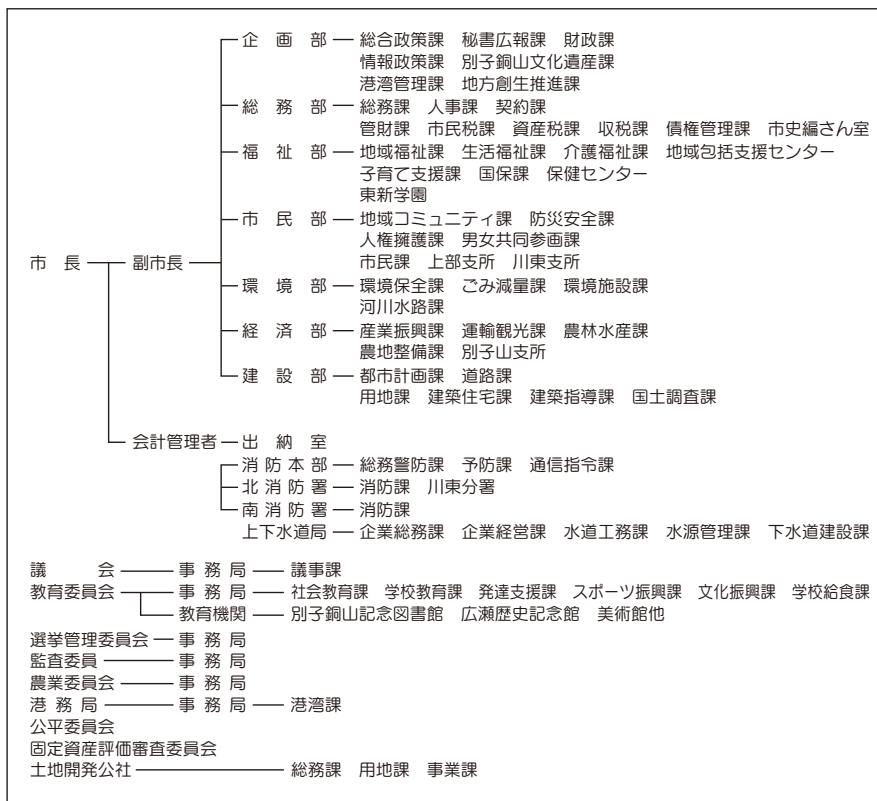 企画部 総合政策課 秘書広報課 財政課
情報政策課 別子銅山文化遺産課
港湾管理課 地方創生推進課
総務部 総務課 人事課 契約課
管財課 市民税課 資産税課 収税課 債権管理課 市史編さん室
福祉部 地域福祉課 生活福祉課 介護福祉課 地域包括支援センター
子育て支援課 国保課 保健センター
東新学園
市民部 地域コミュニティ課 防災安全課
人権擁護課 男女共同参画課
市長 副市長 市民課 上部支所 川東支所
環境部 環境保全課 ごみ減量課 環境施設課
河川水路課
経済部 産業振興課 運輸観光課 農林水産課
農地整備課 別子山支所
建設部 都市計画課 道路課
用地課 建築住宅課 建築指導課 国土調査課
会計管理者 出納室
消防本部 総務警防課 予防課 通信指令課
北消防署 消防課 川東分署
南消防署 消防課
上下水道局 企業総務課 企業経営課 水道工務課 水源管理課 下水道建設課
議会 事務局 議事課
教育委員会 事務局 社会教育課 学校教育課 発達支援課 スポーツ振興課 文化振興課 学校給食課
教育機関 別子銅山記念図書館 広瀬歴史記念館 美術館他
選挙管理委員会 事務局
監査委員 事務局
農業委員会 事務局
港務局 事務局 港湾課
公平委員会
固定資産評価審査委員会
土地開発公社 総務課 用地課 事業課